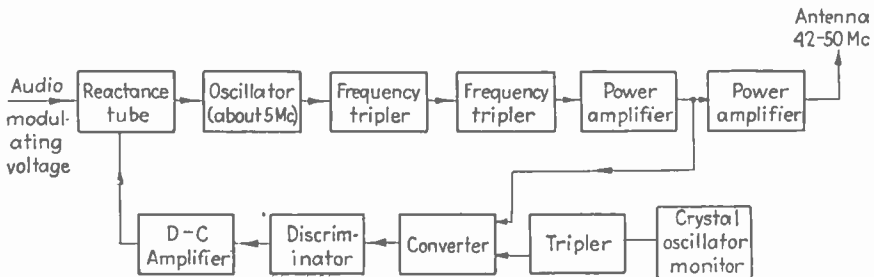 Antenna
42-50 Mc
Audio
modul-
ating
voltage
Reactance
tube
Oscillator
(about 5 Mc)
Frequency
tripler
Frequency
tripler
Power
amplifier
Power
amplifier
D-C
Amplifier
Discrim-
inator
Converter
Tripler
Crystal
oscillator
monitor